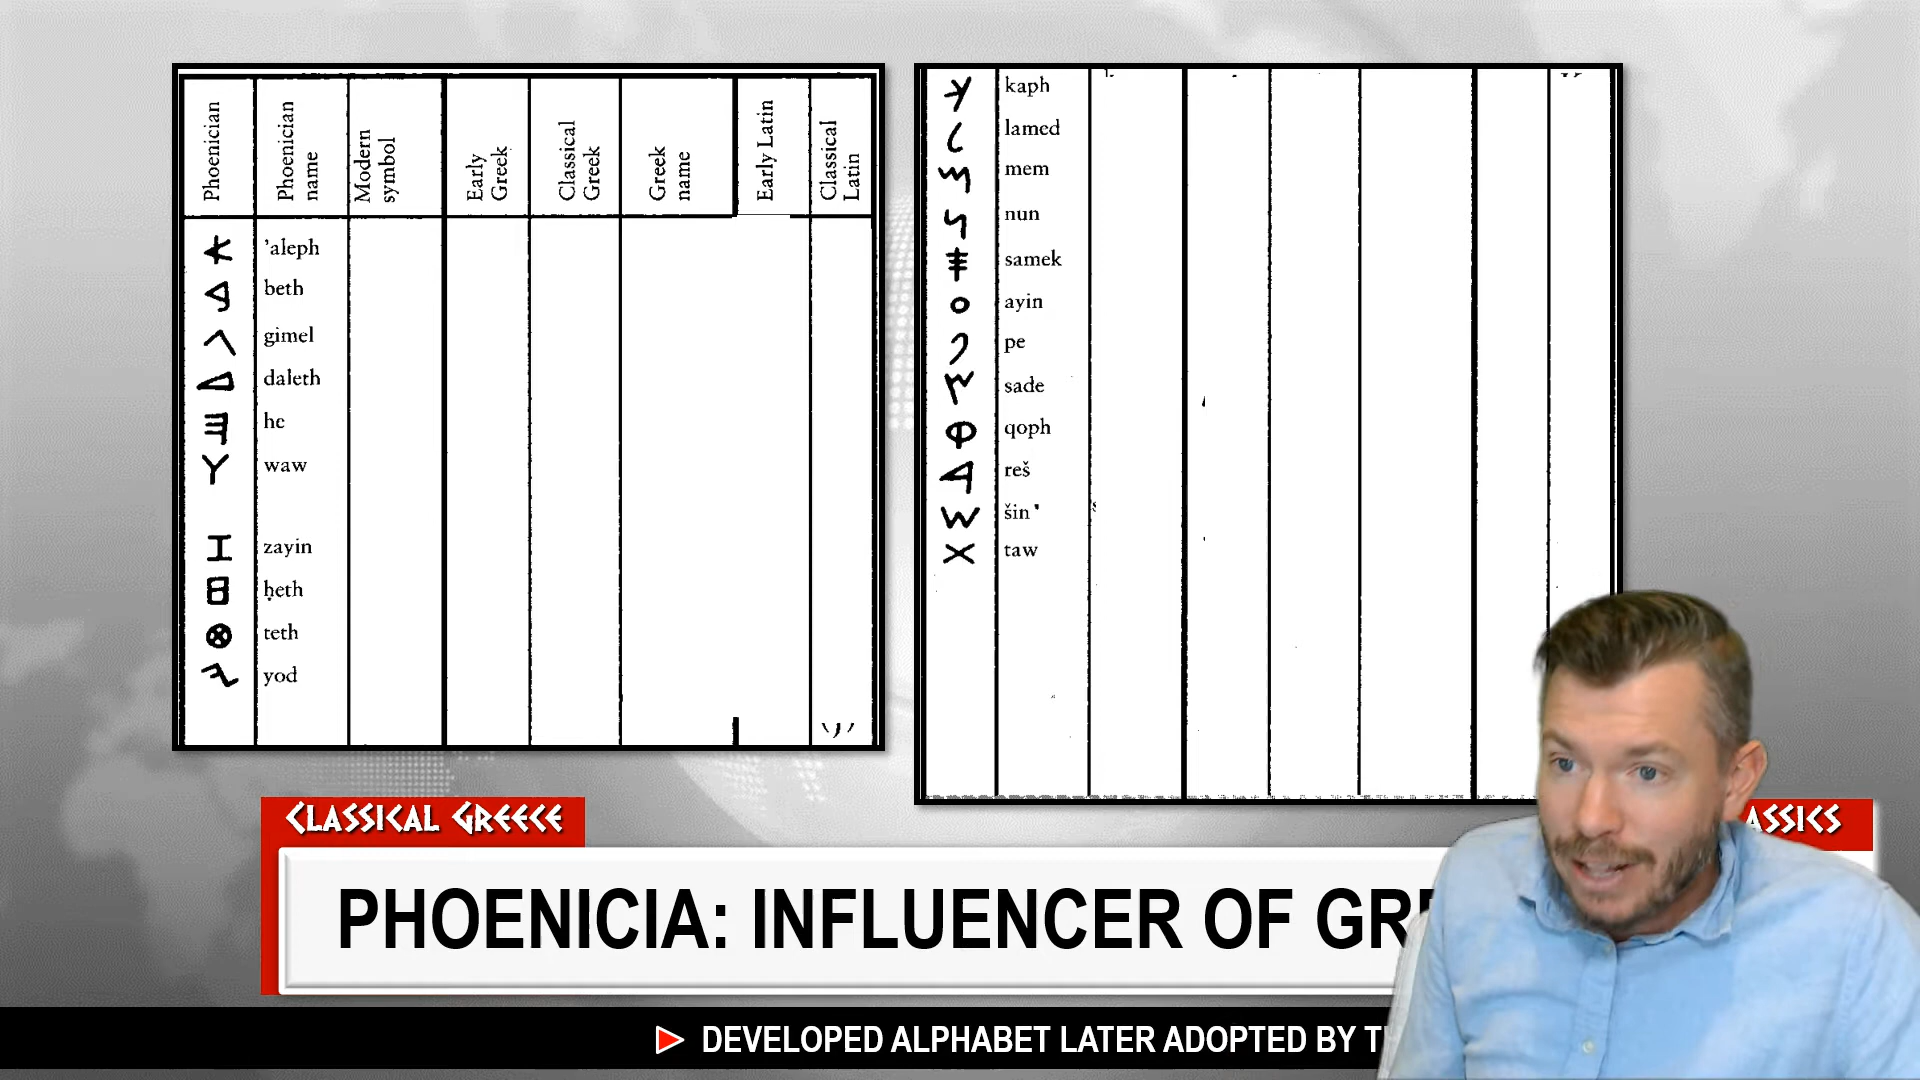 Phoenician
Phoenician name
Modern symbol
Early Greek
Classical Greek
Greek name
Early Latin
Classical Latin
𐤀 ’aleph
𐤁 beth
𐤂 gimel
𐤃 daleth
𐤄 he
𐤅 waw
𐤆 zayin
𐤇 ḥeth
𐤈 teth
𐤉 yod
𐤊 kaph
𐤋 lamed
𐤌 mem
𐤍 nun
𐤎 samek
𐤏 ayin
𐤐 pe
𐤑 sade
𐤒 qoph
𐤓 reš
𐤔 šin
𐤕 taw
CLASSICAL GREECE
ASSICS
PHOENICIA: INFLUENCER OF GR
DEVELOPED ALPHABET LATER ADOPTED BY T